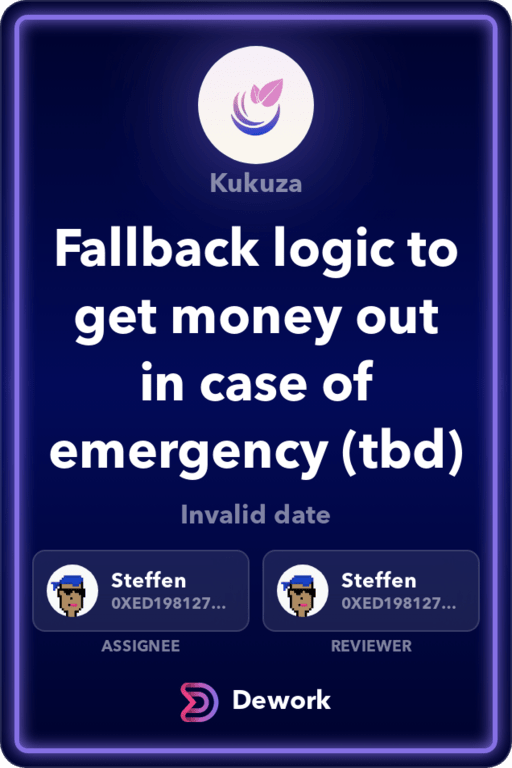 Kukuza
Fallback logic to
get money out
in case of
emergency (tbd)
Invalid date
Steffen
0XED198127...
ASSIGNEE
Steffen
0XED198127...
REVIEWER
Dework